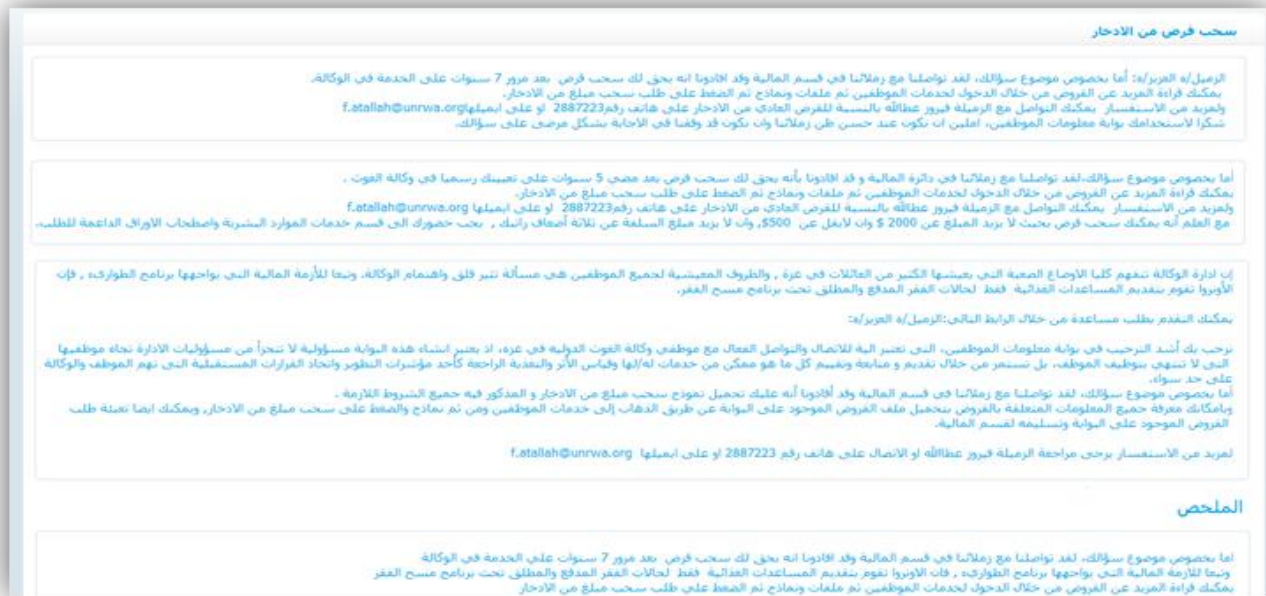 سحب قرض من الادخار
الزميل/ه العزيز/ه: أما بخصوص موضوع سؤالك، لقد تواصلنا مع زملائنا في قسم المالية وقد افادونا انه يحق لك سحب قرض بعد مرور 7 سنوات على الخدمة في الوكالة.
يمكنك قراءة المزيد عن القروض من خلال الدخول لخدمات الموظفين ثم ملفات ونماذج ثم الضغط على طلب سحب مبلغ من الادخار.
ولمزيد من الاستفسار يمكنك التواصل مع الزميلة فيروز عطاالله بالنسبة للقرض العادي من الادخار على هاتف رقم2887223 او على ايميلهاf.atallah@unrwa.org
شكرا لاستخدامك بوابة معلومات الموظفين، املين ان نكون عند حسن ظن زملائنا وان نكون قد وفقنا في الاجابة بشكل مرضي على سؤالك.
أما بخصوص موضوع سؤالك،لقد تواصلنا مع زملائنا في دائرة المالية و قد افادونا بأنه يحق لك سحب قرض بعد مضي 5 سنوات على تعيينك رسميا في وكالة الغوث .
يمكنك قراءة المزيد عن القروض من خلال الدخول لخدمات الموظفين ثم ملفات ونماذج ثم الضغط على طلب سحب مبلغ من الادخار.
ولمزيد من الاستفسار يمكنك التواصل مع الزميلة فيروز عطاالله بالنسبة للقرض العادي من الادخار على هاتف رقم2887223 او على ايميلها f.atallah@unrwa.org
مع العلم أنه يمكنك سحب قرض بحيث لا يزيد المبلغ عن 2000 $ وان لايقل عن 500$, وان لا يزيد مبلغ السلفة عن ثلاثة أضعاف راتبك , يجب حضورك الى قسم خدمات الموارد البشرية واصطحاب الاوراق الداعمة للطلب.
إن ادارة الوكالة تتفهم كليا الاوضاع الصعبة التي يعيشها الكثير من العائلات في غزة , والظروف المعيشية لجميع الموظفين هي مسألة تثير قلق واهتمام الوكالة. وتبعا للأزمة المالية التي يواجهها برنامج الطوارىء , فإن
الأونروا تقوم بتقديم المساعدات الغذائية فقط لحالات الفقر المدقع والمطلق تحت برنامج مسح الفقر.
يمكنك التقدم بطلب مساعدة من خلال الرابط التالي:الزميل/ه العزيز/ه:
نرحب بك أشد الترحيب في بوابة معلومات الموظفين، التي تعتبر الية للاتصال والتواصل الفعال مع موظفي وكالة الغوث الدولية في غزة، اذ يعتبر انشاء هذه البوابة مسؤولية لا تتجزأ من مسؤوليات الادارة تجاه موظفيها
التي لا تنتهي بتوظيف الموظف، بل تستمر من خلال تقديم و متابعة وتقييم كل ما هو ممكن من خدمات له/لها وقياس الأثر والتغذية الراجعة كأحد مؤشرات التطوير واتخاذ القرارات المستقبلية التي تهم الموظف والوكالة
على حد سواء.
أما بخصوص موضوع سؤالك، لقد تواصلنا مع زملائنا في قسم المالية وقد أفادونا أنه عليك تحميل نموذج سحب مبلغ من الادخار و المذكور فيه جميع الشروط اللازمة .
وبامكانك معرفة جميع المعلومات المتعلقة بالقروض بتحميل ملف القروض الموجود على البوابة عن طريق الذهاب إلى خدمات الموظفين ومن ثم نماذج والضغط على سحب مبلغ من الادخار, ويمكنك ايضا تعبئة طلب
القروض الموجود على البوابة وتسليمه لقسم المالية.
لمزيد من الاستفسار يرجى مراجعة الزميلة فيروز عطاالله او الاتصال على هاتف رقم 2887223 او على ايميلها f.atallah@unrwa.org
الملخص
اما بخصوص موضوع سؤالك، لقد تواصلنا مع زملائنا في قسم المالية وقد افادونا انه يحق لك سحب قرض بعد مرور 7 سنوات على الخدمة في الوكالة
وتبعا للازمة المالية التي يواجهها برنامج الطوارىء , فان الاونروا تقوم بتقديم المساعدات الغذائية فقط لحالات الفقر المدقع والمطلق تحت برنامج مسح الفقر
يمكنك قراءة المزيد عن القروض من خلال الدخول لخدمات الموظفين ثم ملفات ونماذج ثم الضغط على طلب سحب مبلغ من الادخار